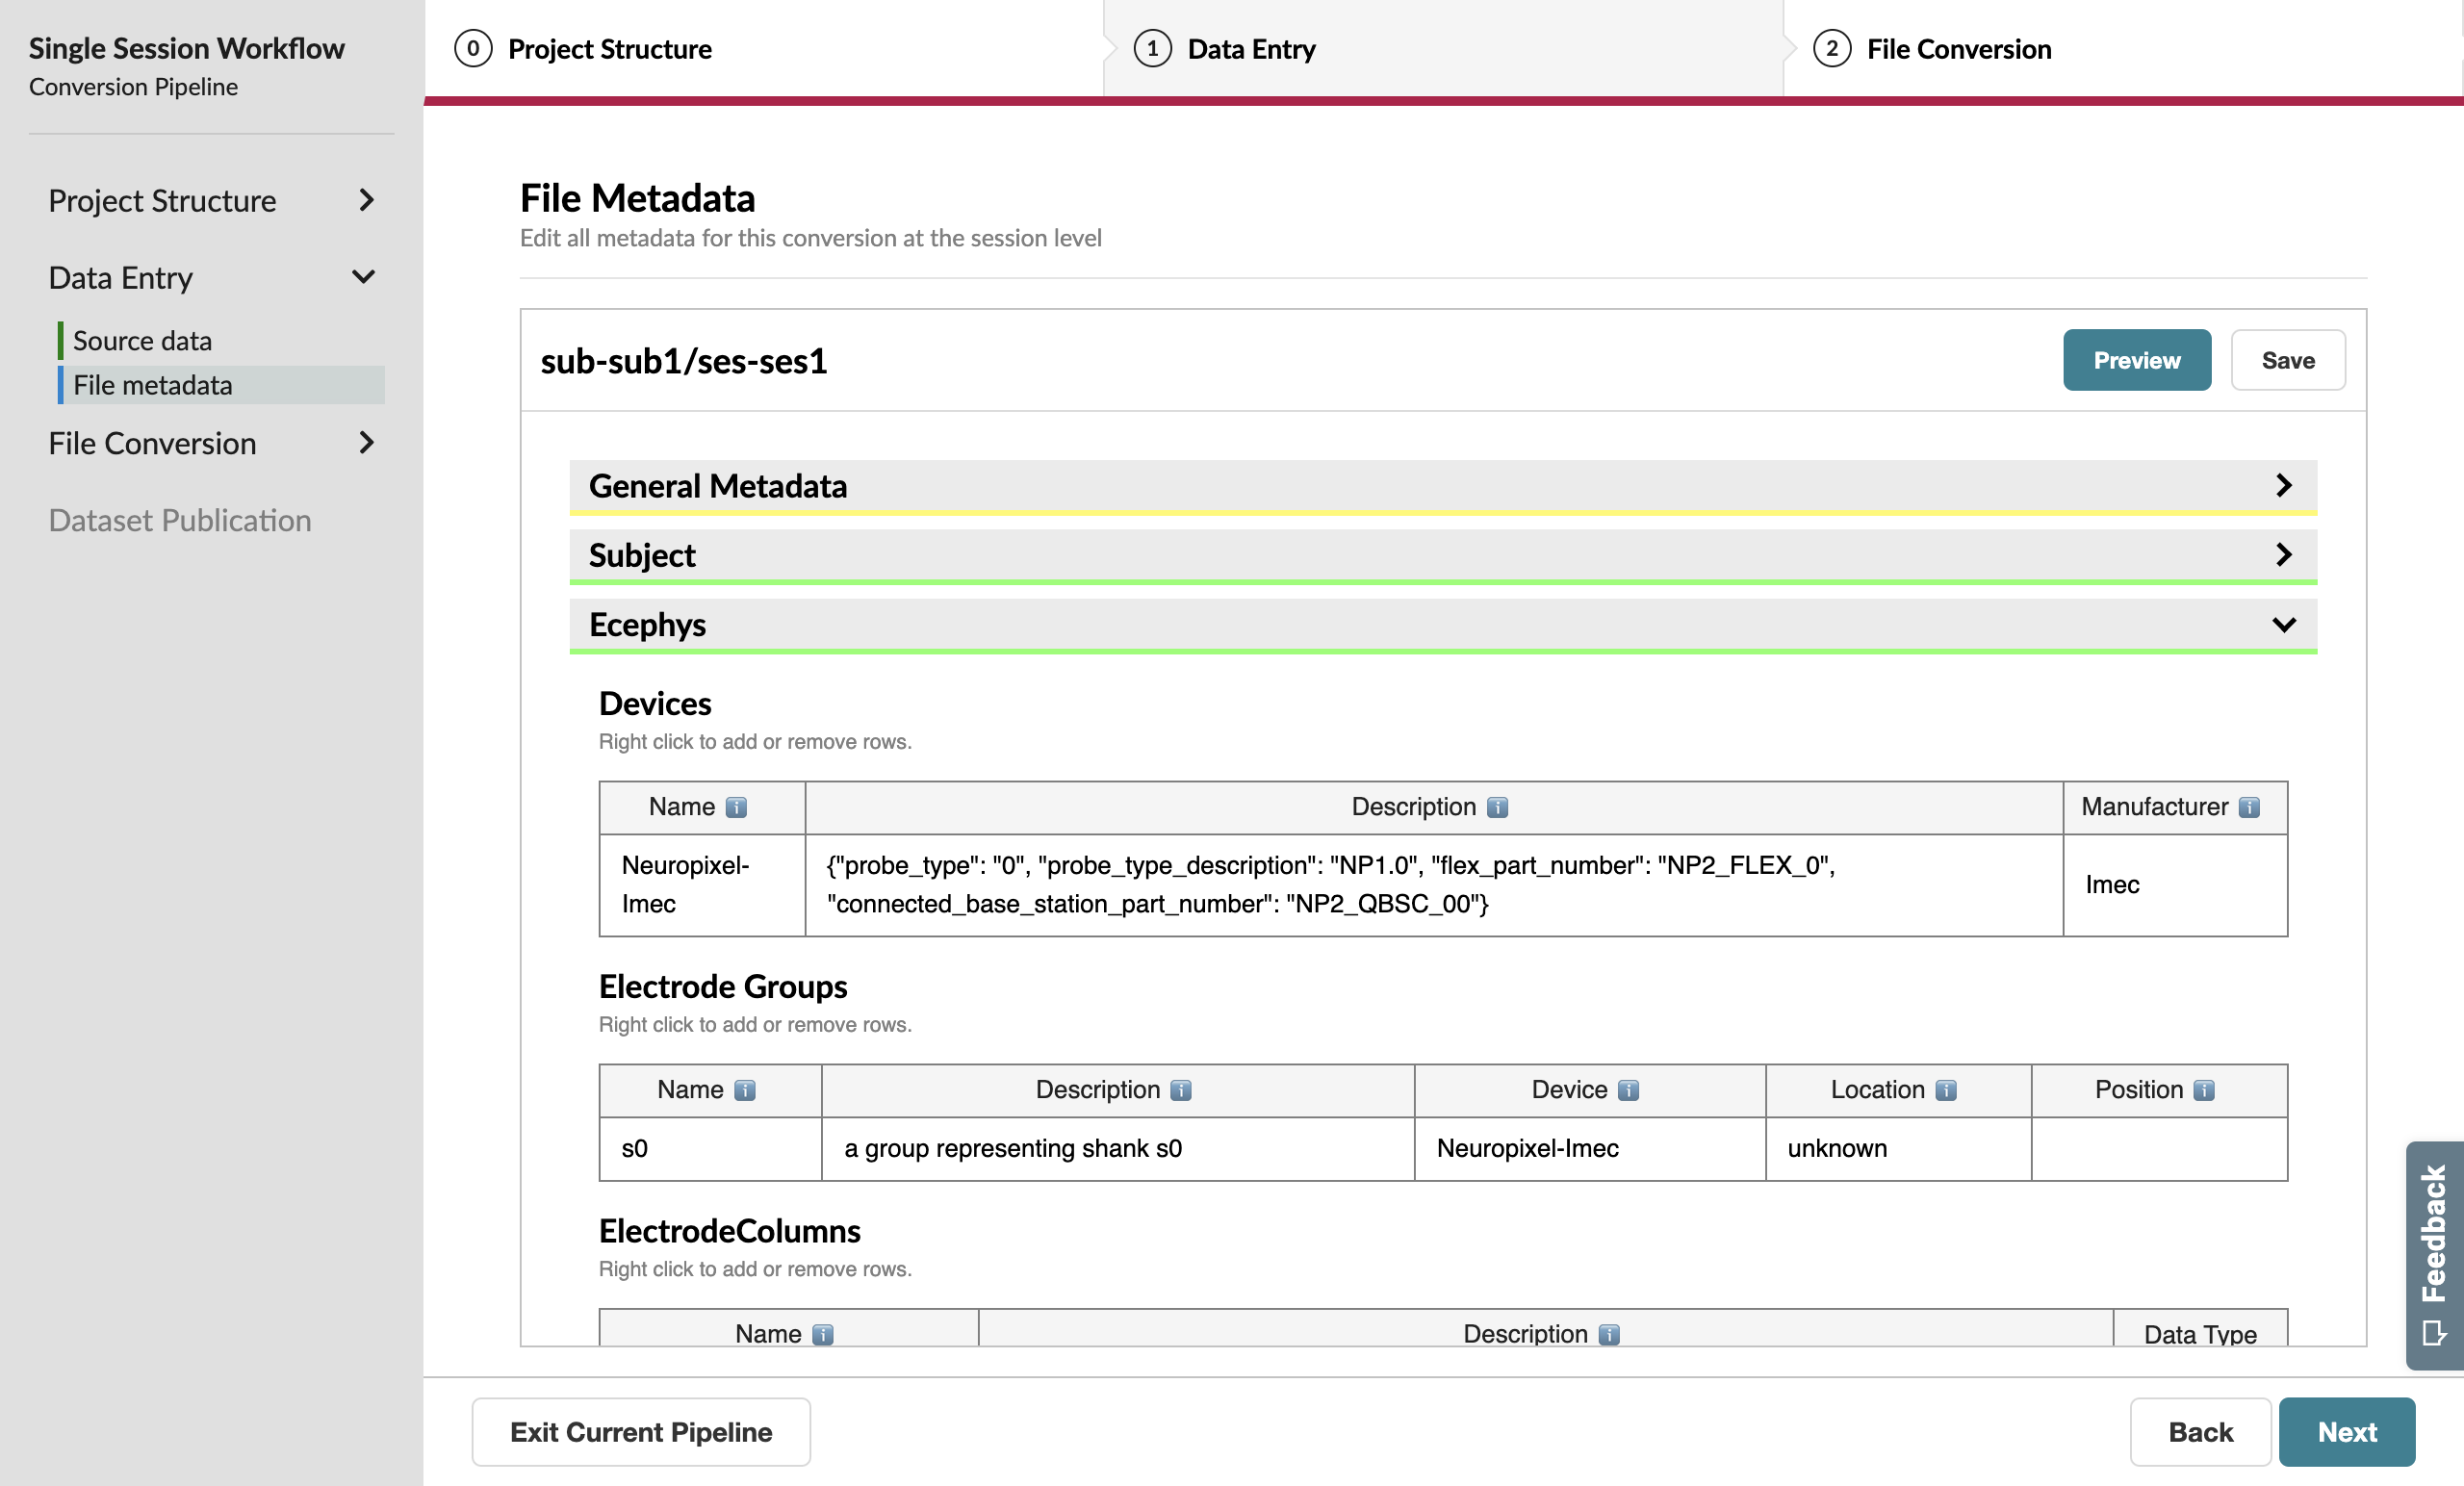 Single Session Workflow
Conversion Pipeline
Project Structure
Data Entry
Source data
File metadata
File Conversion
Dataset Publication
0 Project Structure
1 Data Entry
2 File Conversion
File Metadata
Edit all metadata for this conversion at the session level
sub-sub1/ses-ses1
Preview
Save
General Metadata
Subject
Ecephys
Devices
Right click to add or remove rows.
Name i Description i Manufacturer i
Neuropixel-
Imec
{"probe_type": "0", "probe_type_description": "NP1.0", "flex_part_number": "NP2_FLEX_0",
"connected_base_station_part_number": "NP2_QBSC_00"}
Imec
Electrode Groups
Right click to add or remove rows.
Name i Description i Device i Location i Position i
s0 a group representing shank s0 Neuropixel-Imec unknown
ElectrodeColumns
Right click to add or remove rows.
Name i Description i Data Type
Feedback
Exit Current Pipeline
Back
Next